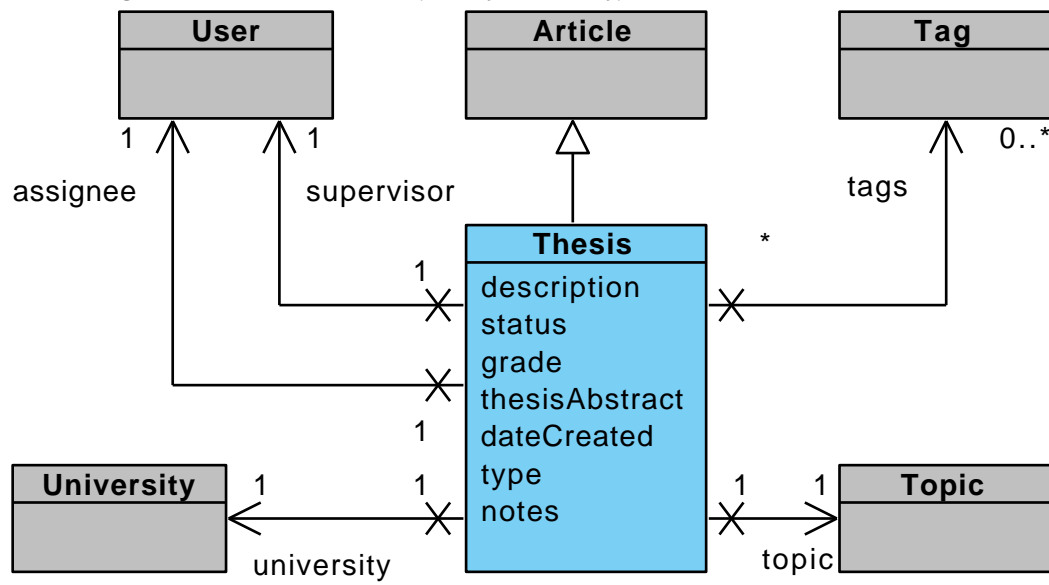 User
Article
Tag
1
1
0..*
assignee
supervisor
tags
Thesis
*
1
description
status
grade
thesisAbstract
1
dateCreated
type
notes
University
1
1
1
1
Topic
university
topic